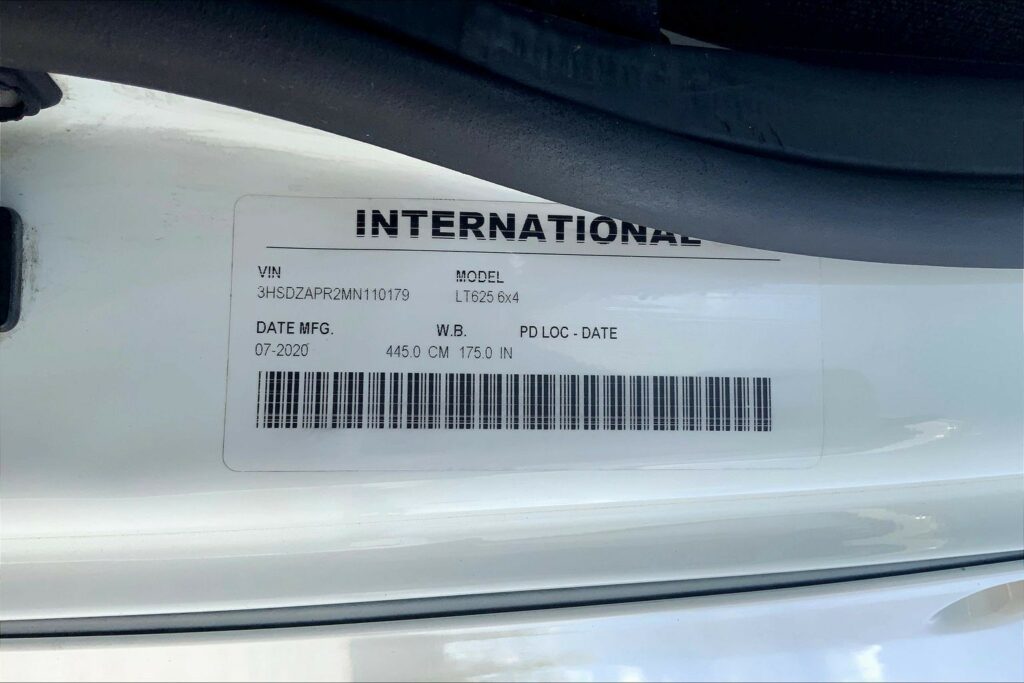 INTERNATIONAL
VIN MODEL
3HSDZAPR2MN110179 LT625 6x4
DATE MFG. W.B. PD LOC - DATE
07-2020 445.0 CM 175.0 IN